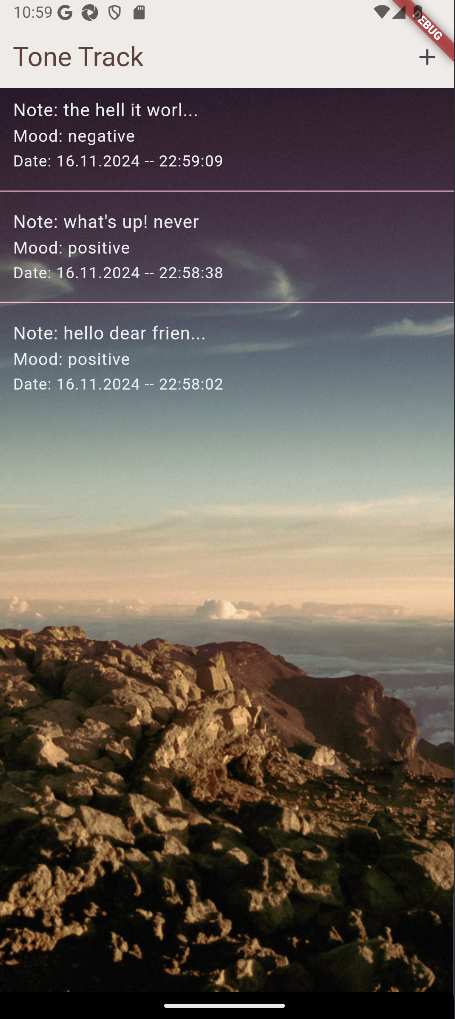 10:59
DEBUG
Tone Track
+
Note: the hell it worl...
Mood: negative
Date: 16.11.2024 -- 22:59:09
Note: what's up! never
Mood: positive
Date: 16.11.2024 -- 22:58:38
Note: hello dear frien...
Mood: positive
Date: 16.11.2024 -- 22:58:02